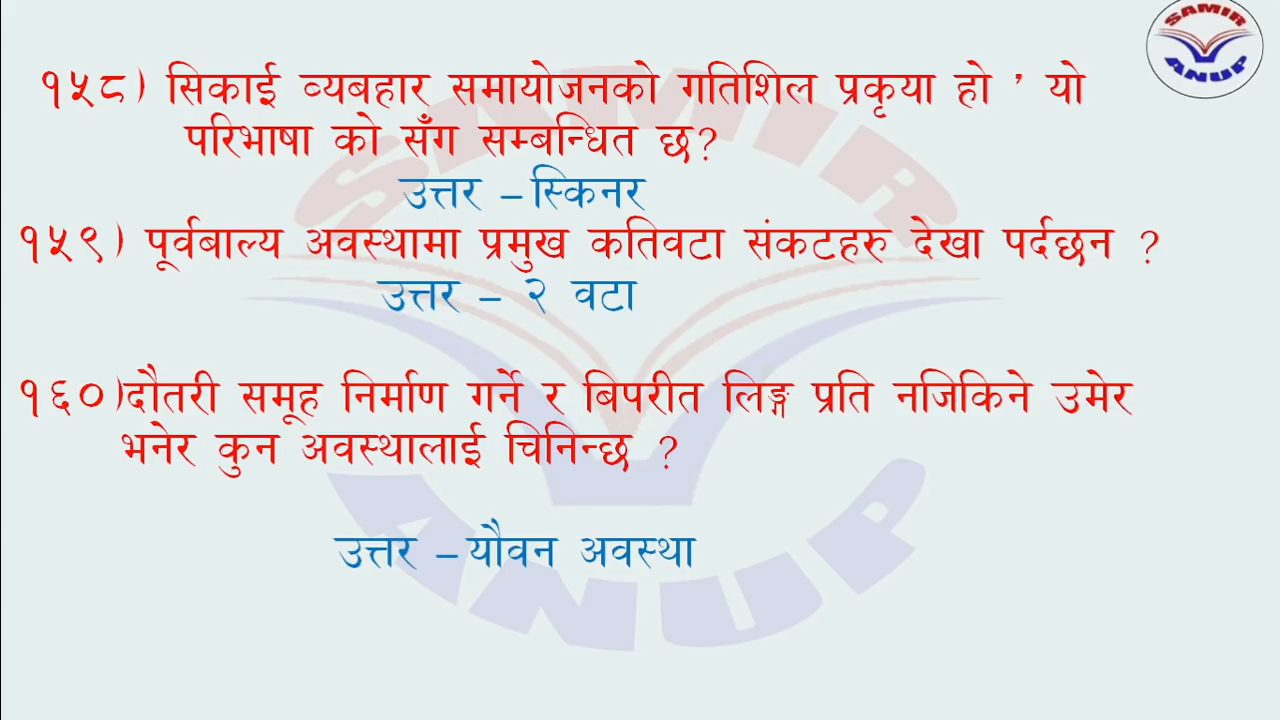 SAMIR
ANUP
१५८) सिकाई ब्यबहार समायोजनको गतिशिल प्रकृया हो ’ यो
परिभाषा को सँग सम्बन्धित छ?
उत्तर – स्किनर
१५९) पूर्वबाल्य अवस्थामा प्रमुख कतिवटा संकटहरु देखा पर्दछन ?
उत्तर – २ वटा
१६०)दौतरी समूह निर्माण गर्ने र बिपरीत लिङ्ग प्रति नजिकिने उमेर
भनेर कुन अवस्थालाई चिनिन्छ ?
उत्तर – यौवन अवस्था
SAMIR
ANUP